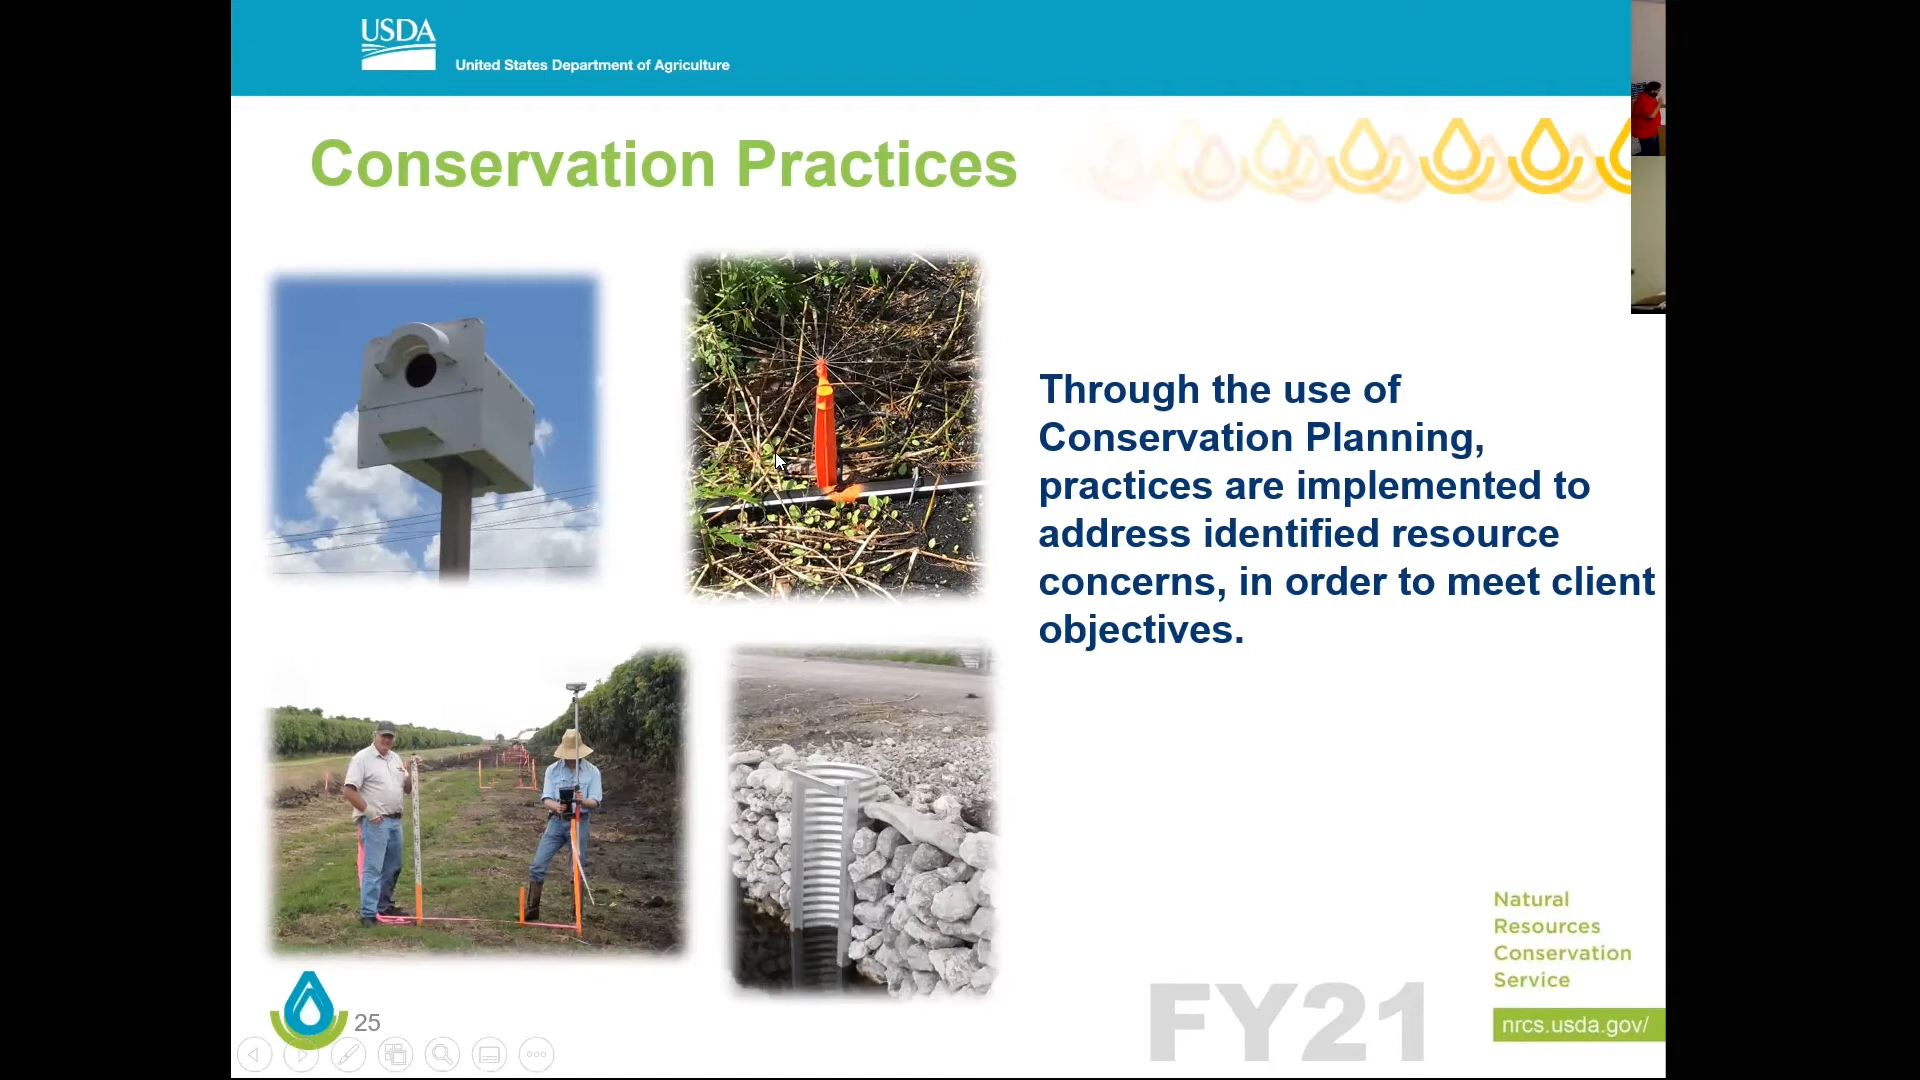 USDA
United States Department of Agriculture
Conservation Practices
Through the use of
Conservation Planning,
practices are implemented to
address identified resource
concerns, in order to meet client
objectives.
Natural
Resources
Conservation
Service
nrcs.usda.gov/
FY21
25